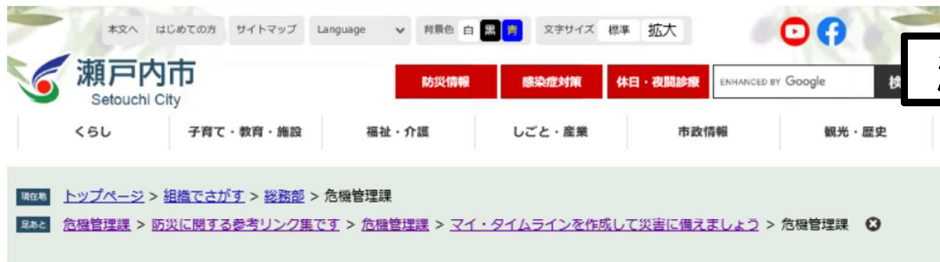 本文へ はじめての方 サイトマップ Language 背景色 白 黒 青 文字サイズ 標準 拡大
瀬戸内市
Setouchi City
防災情報 感染症対策 休日・夜間診療 ENHANCED BY Google
くらし 子育て・教育・施設 福祉・介護 しごと・産業 市政情報 観光・歴史
現在地 トップページ > 組織でさがす > 総務部 > 危機管理課
足あと 危機管理課 > 防災に関する参考リンク集です > 危機管理課 > マイ・タイムラインを作成して災害に備えましょう > 危機管理課